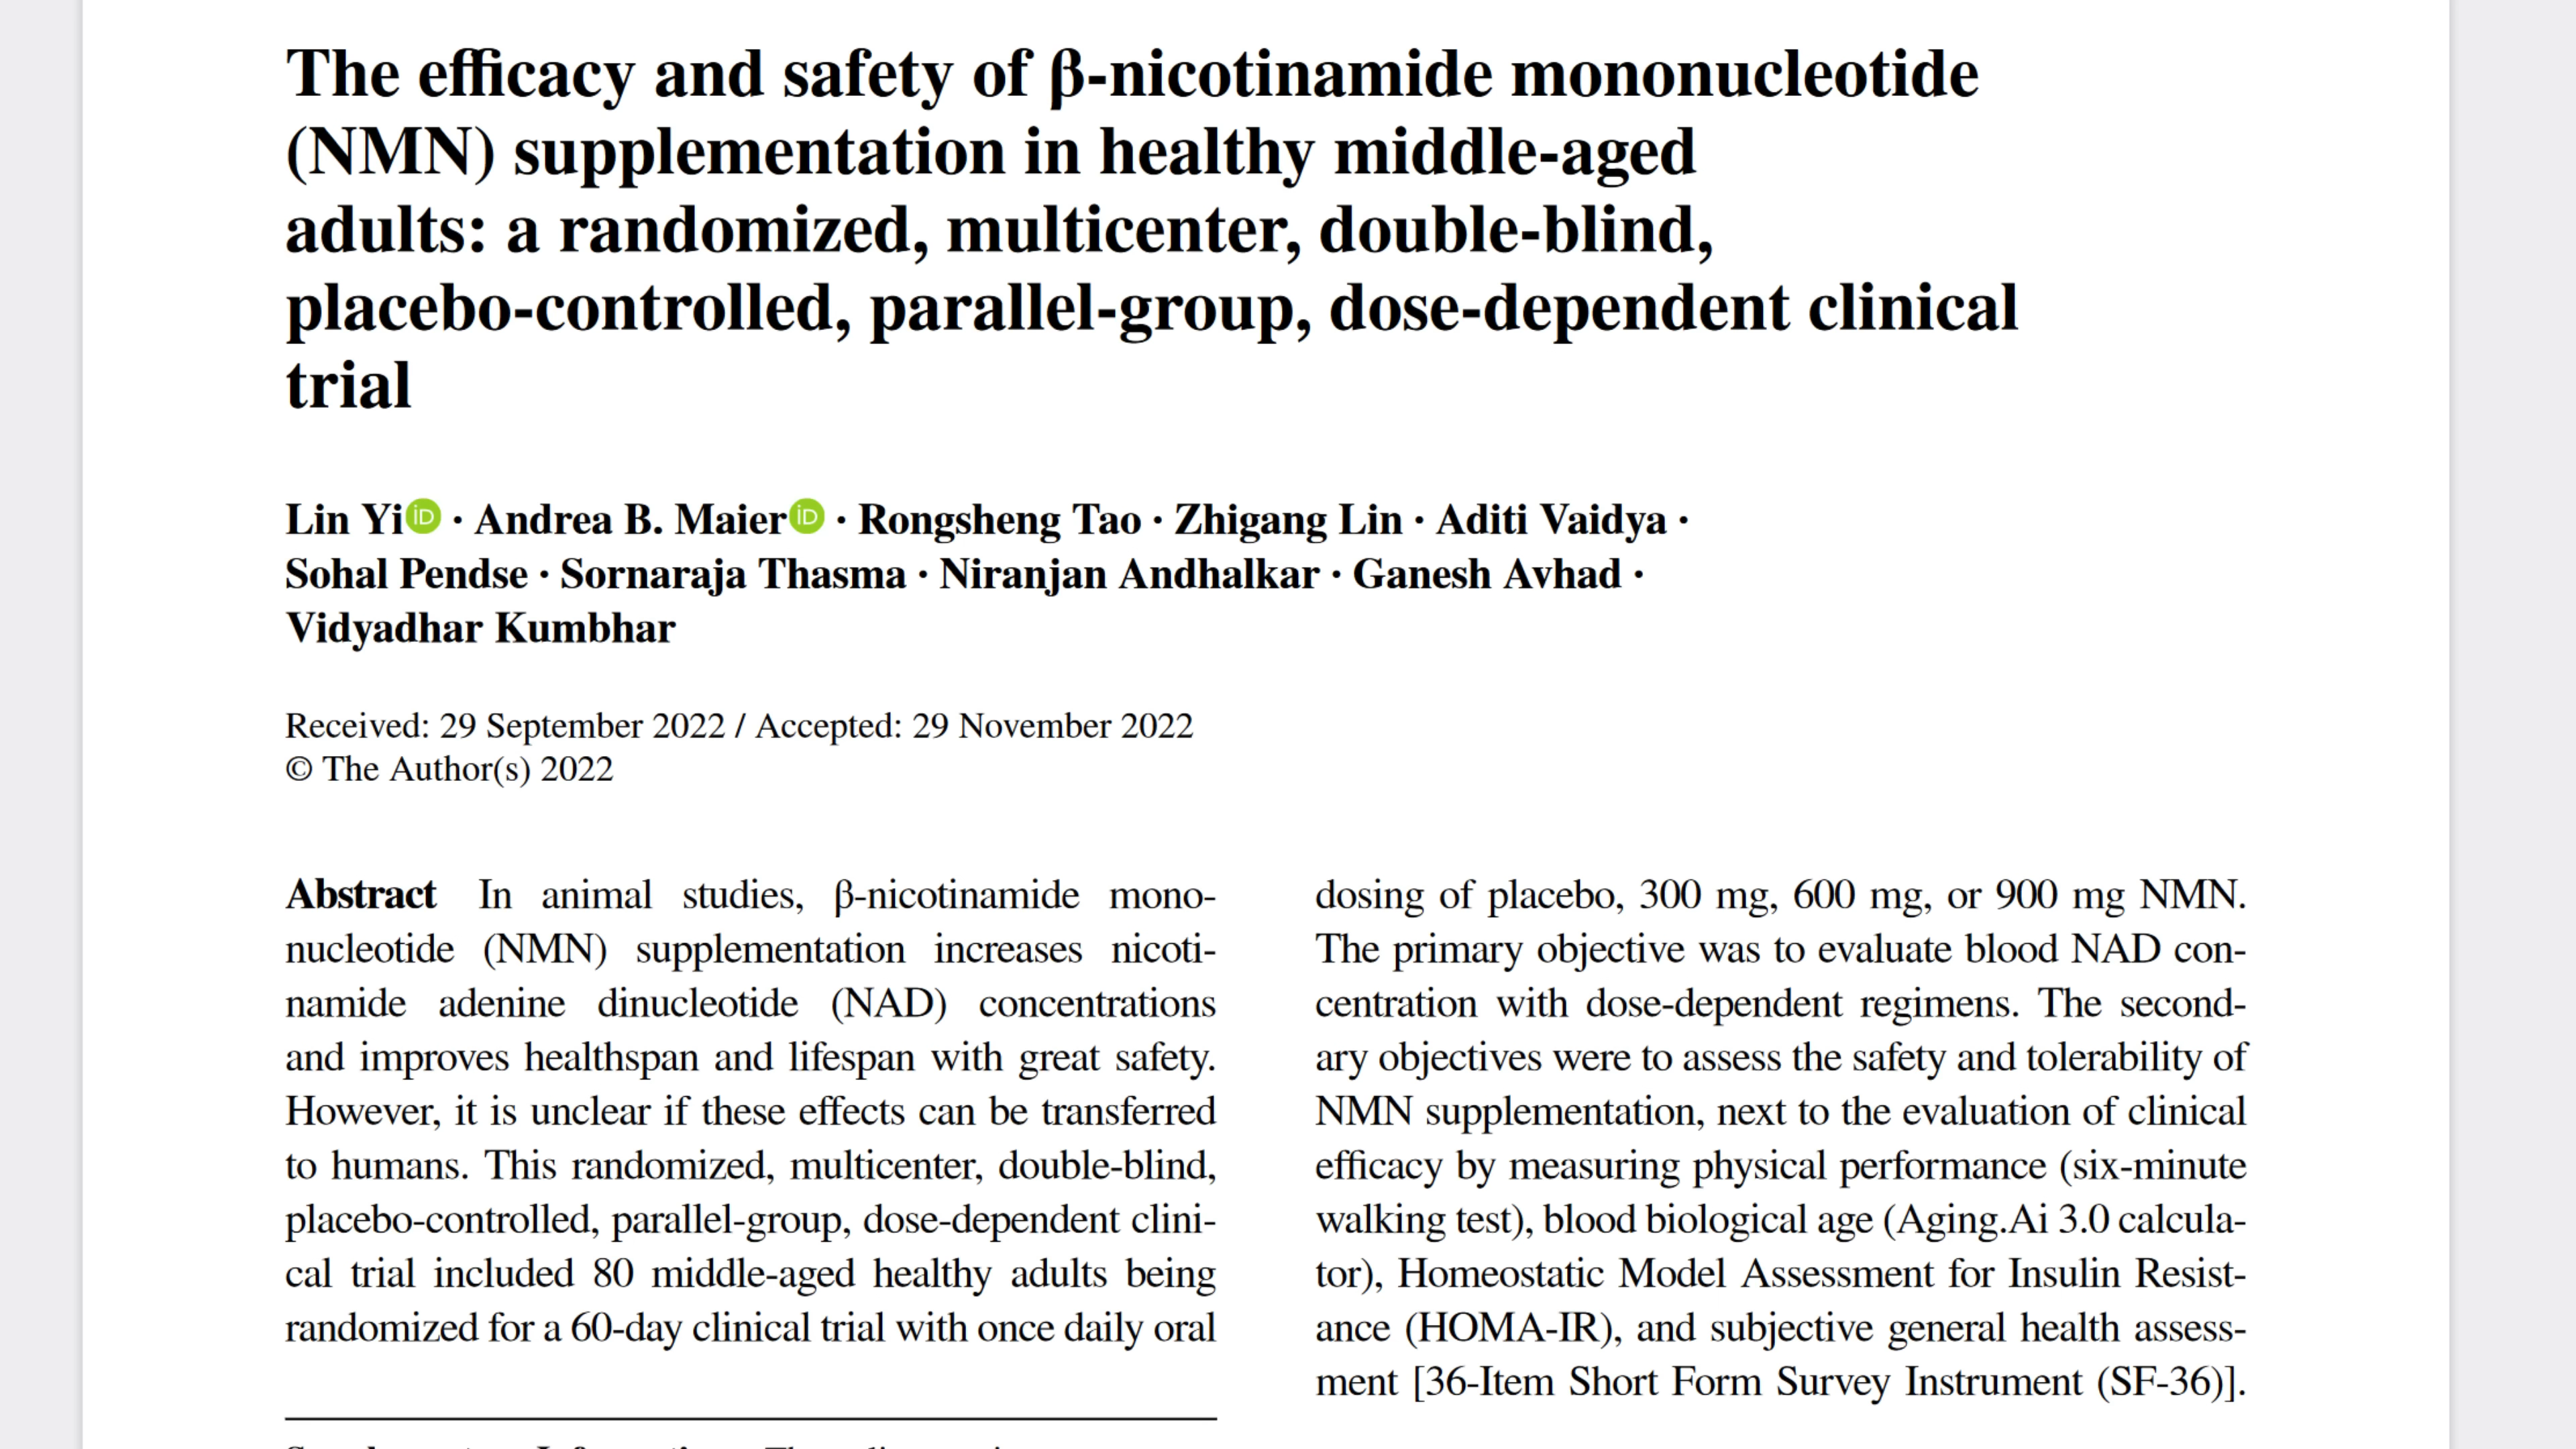 The efficacy and safety of β-nicotinamide mononucleotide
(NMN) supplementation in healthy middle-aged
adults: a randomized, multicenter, double-blind,
placebo-controlled, parallel-group, dose-dependent clinical
trial
Lin Yi iD · Andrea B. Maier iD · Rongsheng Tao · Zhigang Lin · Aditi Vaidya ·
Sohal Pendse · Sornaraja Thasma · Niranjan Andhalkar · Ganesh Avhad ·
Vidyadhar Kumbhar
Received: 29 September 2022 / Accepted: 29 November 2022
© The Author(s) 2022
Abstract In animal studies, β-nicotinamide mono-
nucleotide (NMN) supplementation increases nicoti-
namide adenine dinucleotide (NAD) concentrations
and improves healthspan and lifespan with great safety.
However, it is unclear if these effects can be transferred
to humans. This randomized, multicenter, double-blind,
placebo-controlled, parallel-group, dose-dependent clini-
cal trial included 80 middle-aged healthy adults being
randomized for a 60-day clinical trial with once daily oral
dosing of placebo, 300 mg, 600 mg, or 900 mg NMN.
The primary objective was to evaluate blood NAD con-
centration with dose-dependent regimens. The second-
ary objectives were to assess the safety and tolerability of
NMN supplementation, next to the evaluation of clinical
efficacy by measuring physical performance (six-minute
walking test), blood biological age (Aging.Ai 3.0 calcula-
tor), Homeostatic Model Assessment for Insulin Resist-
ance (HOMA-IR), and subjective general health assess-
ment [36-Item Short Form Survey Instrument (SF-36)].